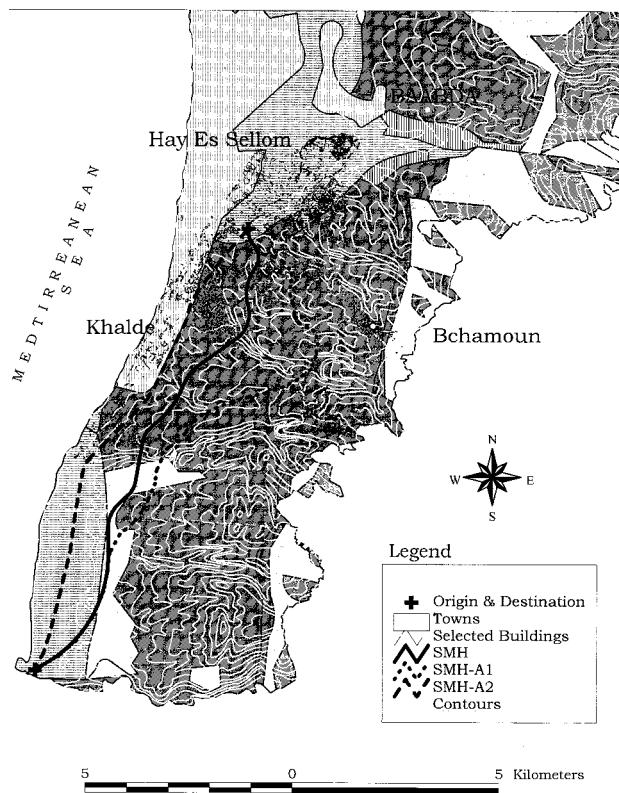 BAABDA
Hay Es Sellom
MEDTIRREANEAN
SEA
Khalde
Bchamoun
N
W E
S
Legend
Origin & Destination
Towns
Selected Buildings
SMH
SMH-A1
SMH-A2
Contours
5 0 5 Kilometers